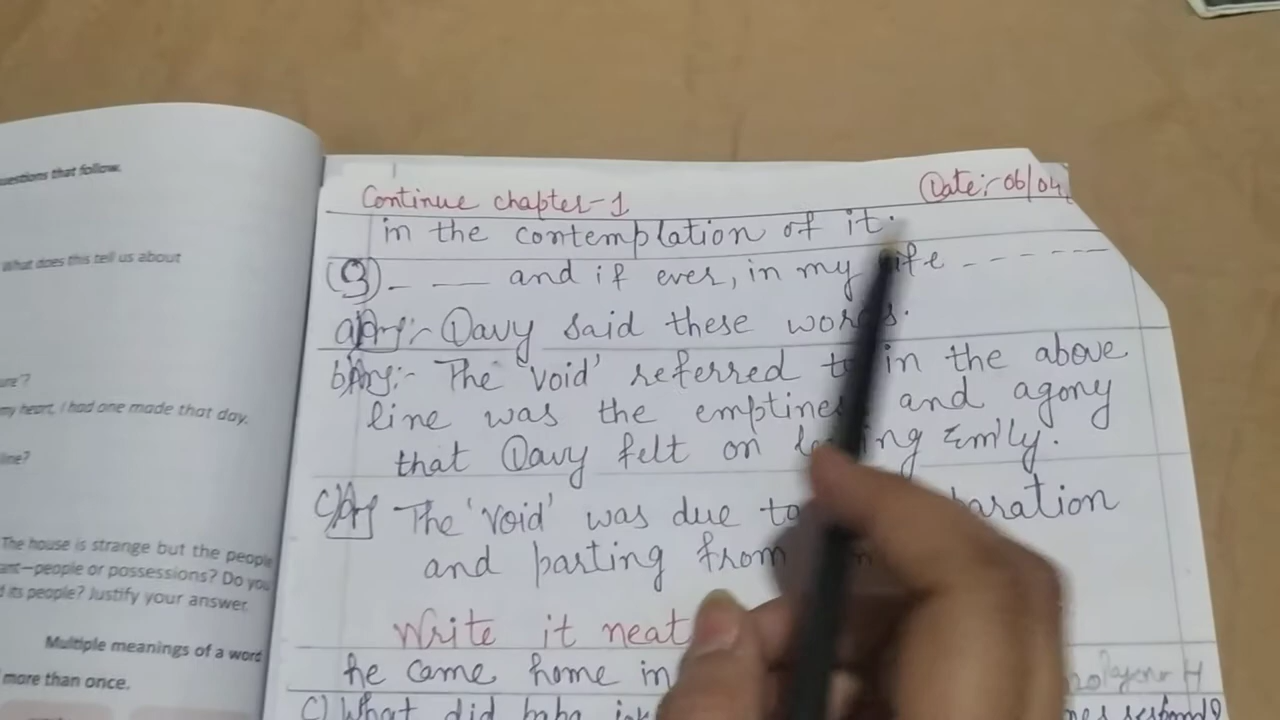 uestions that follow.
What does this tell us about
ure'?
my heart, I had one made that day.
line?
The house is strange but the people
ant—people or possessions? Do you
d its people? Justify your answer.
Multiple meanings of a word
more than once.
Continue chapter-1
Date:- 06/04
in the contemplation of it.
(3) - — — and if ever, in my life - - - - - -
a) Ans:- Davy said these words.
b) Ans:- The 'void' referred to in the above
line was the emptiness and agony
that Davy felt on leaving Emily.
c) Ans The 'void' was due to
and parting from
Write it neat
he came home in
c) What did baba